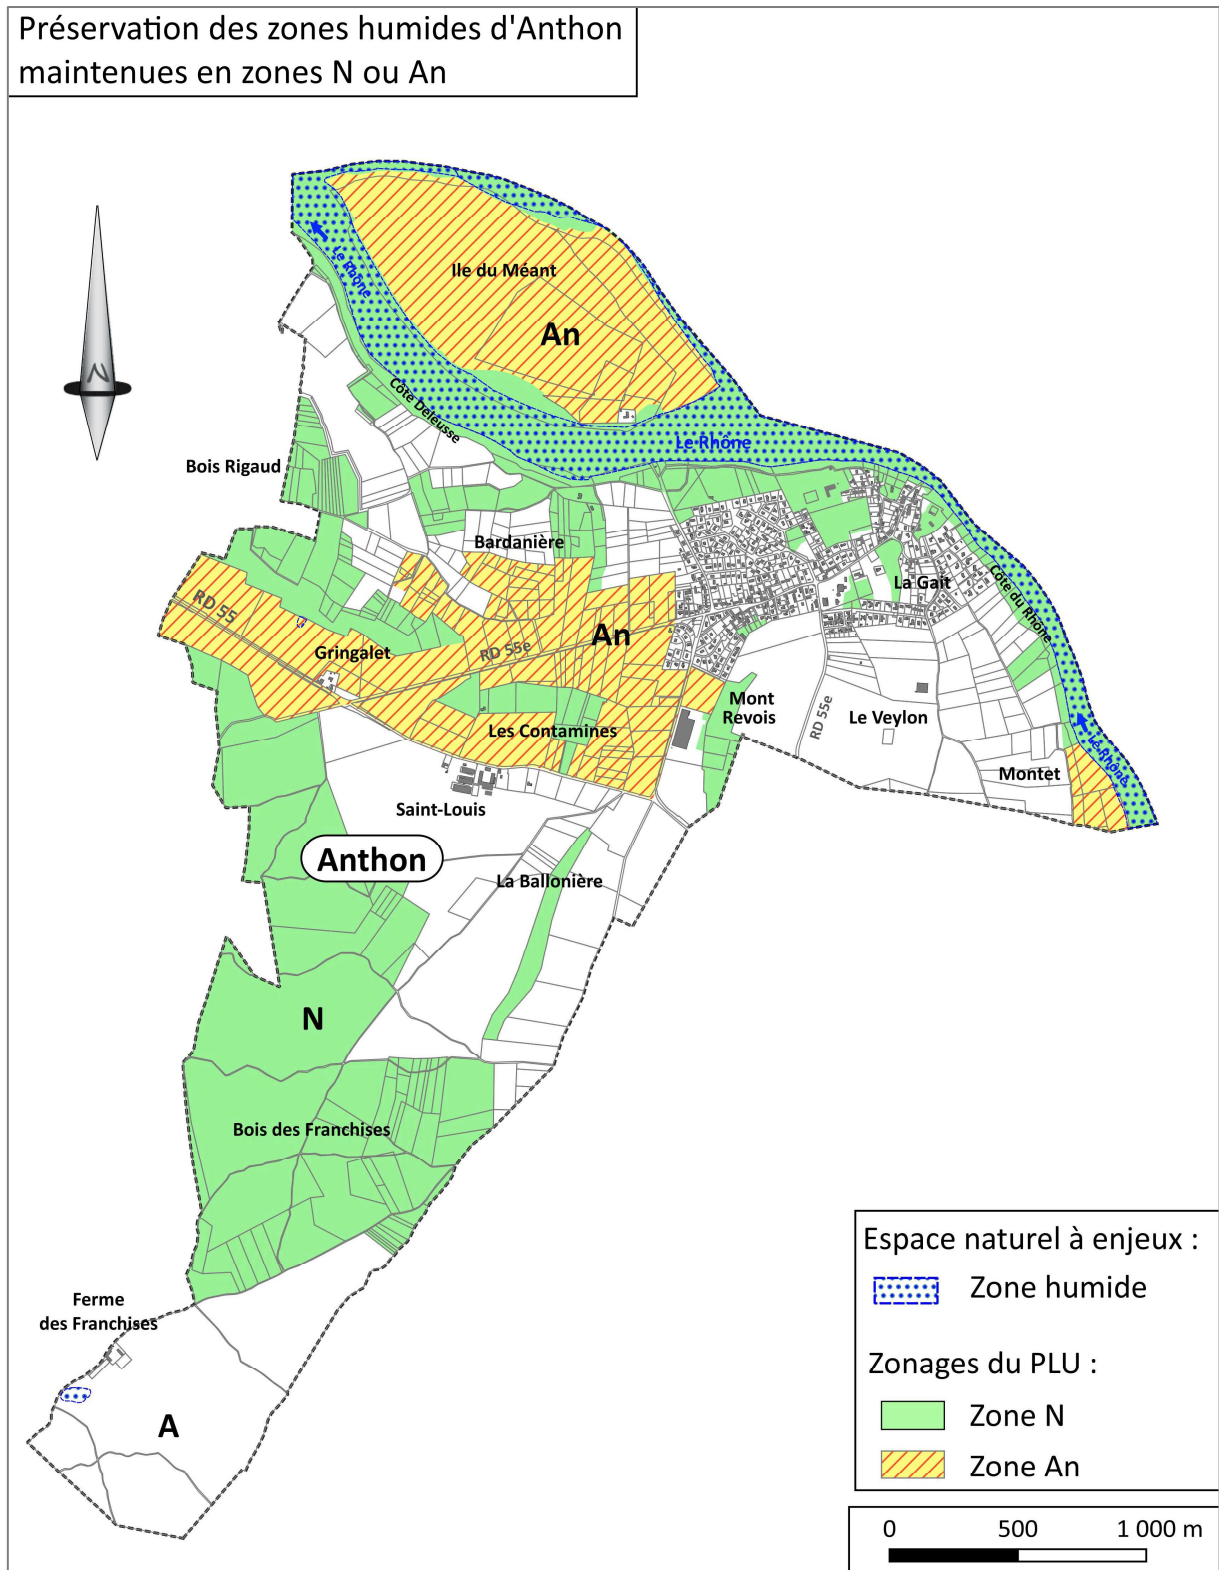 Préservation des zones humides d'Anthon
maintenues en zones N ou An
Le Rhône
Ile du Méant
An
Côte Deleusse
Le Rhône
Bois Rigaud
Bardanière
La Gait
Côte du Rhône
RD 55
An
RD 55e
Gringalet
Mont
Revois
RD 55e
Le Veylon
Les Contamines
Le Rhône
Montet
Saint-Louis
Anthon
La Ballonière
N
Bois des Franchises
Ferme
des Franchises
A
N
Espace naturel à enjeux :
Zone humide
Zonages du PLU :
Zone N
Zone An
0 500 1 000 m